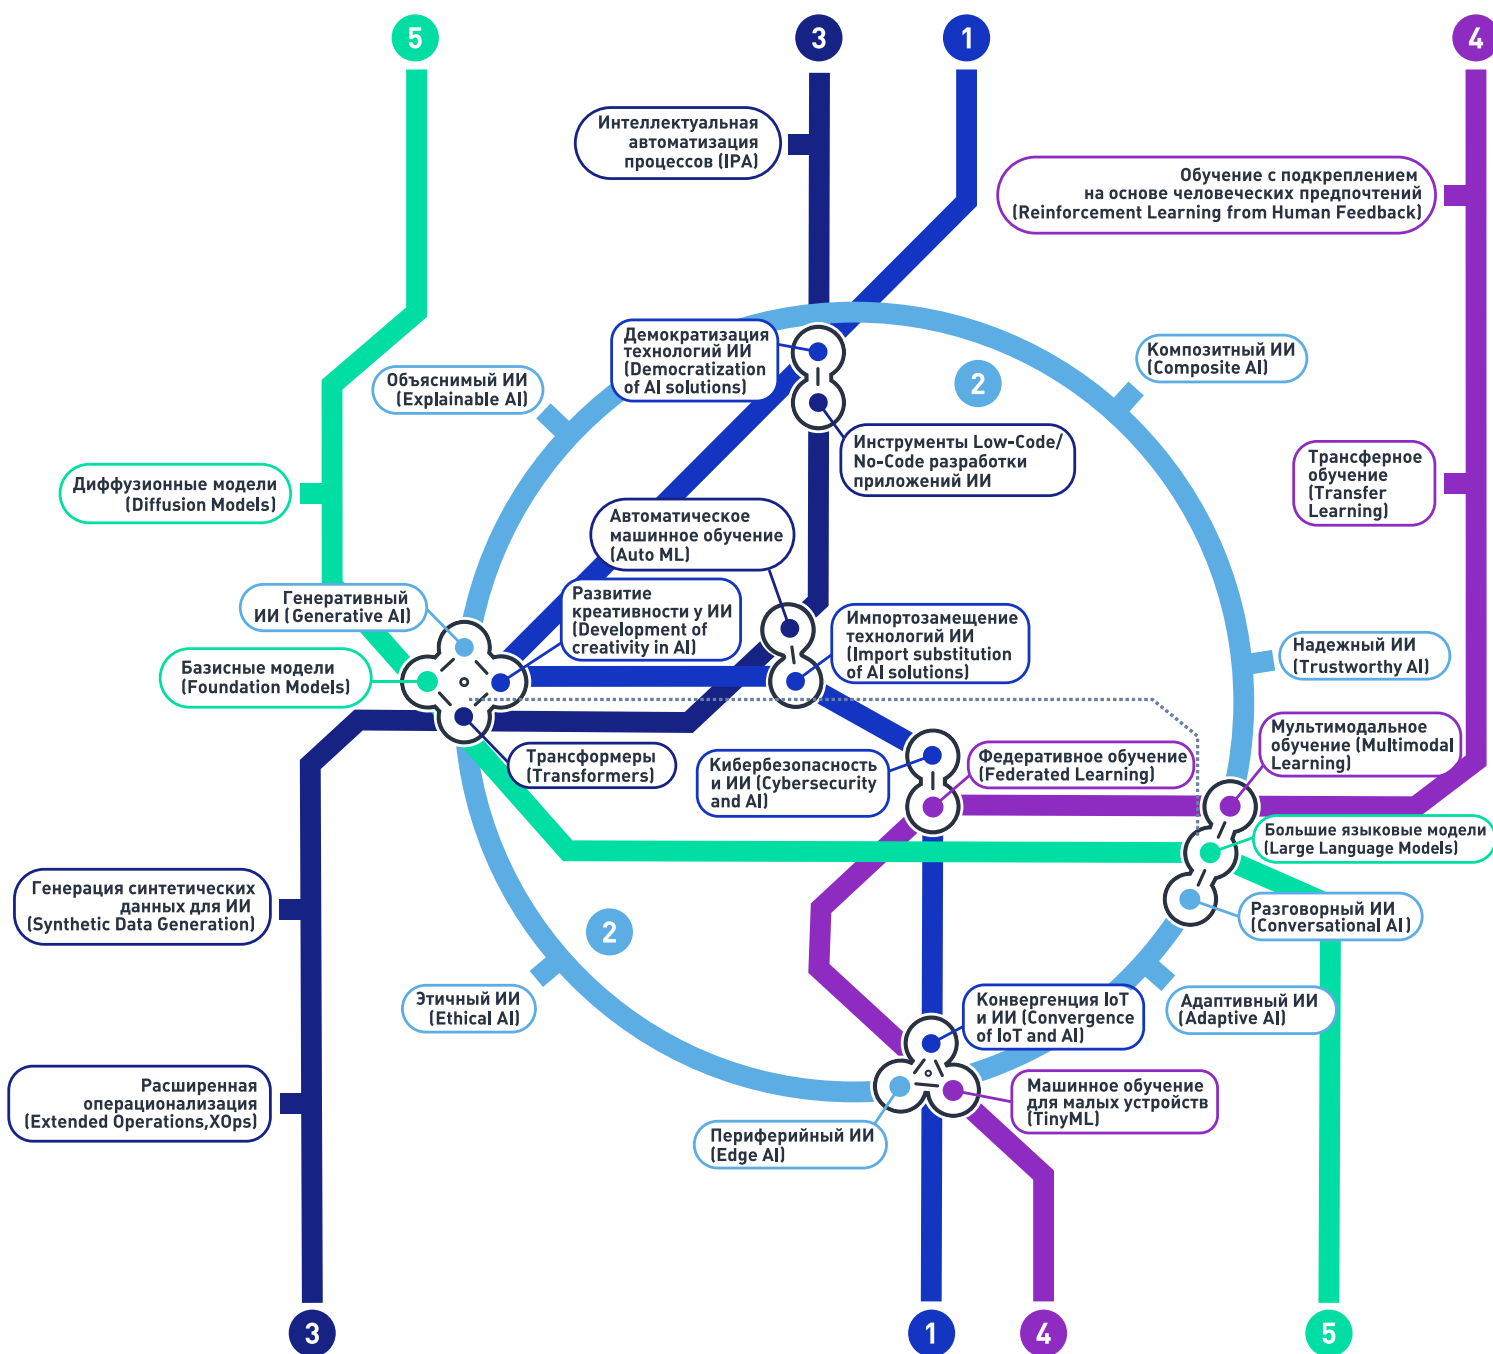 5
3
1
4
Интеллектуальная
автоматизация
процессов (IPA)
Обучение с подкреплением
на основе человеческих предпочтений
(Reinforcement Learning from Human Feedback)
Демократизация
технологий ИИ
(Democratization
of AI solutions)
Композитный ИИ
(Composite AI)
2
Объяснимый ИИ
(Explainable AI)
Инструменты Low-Code/
No-Code разработки
приложений ИИ
Трансферное
обучение
(Transfer
Learning)
Диффузионные модели
(Diffusion Models)
Автоматическое
машинное обучение
(Auto ML)
Генеративный
ИИ (Generative AI)
Развитие
креативности у ИИ
(Development of
creativity in AI)
Импортозамещение
технологий ИИ
(Import substitution
of AI solutions)
Надежный ИИ
(Trustworthy AI)
Базисные модели
(Foundation Models)
Трансформеры
(Transformers)
Кибербезопасность
и ИИ (Cybersecurity
and AI)
Федеративное обучение
(Federated Learning)
Мультимодальное
обучение (Multimodal
Learning)
Большие языковые модели
(Large Language Models)
Генерация синтетических
данных для ИИ
(Synthetic Data Generation)
2
Разговорный ИИ
(Conversational AI)
Этичный ИИ
(Ethical AI)
Конвергенция IoT
и ИИ (Convergence
of IoT and AI)
Адаптивный ИИ
(Adaptive AI)
Расширенная
операционализация
(Extended Operations,XOps)
Машинное обучение
для малых устройств
(TinyML)
Периферийный ИИ
(Edge AI)
3
1
4
5